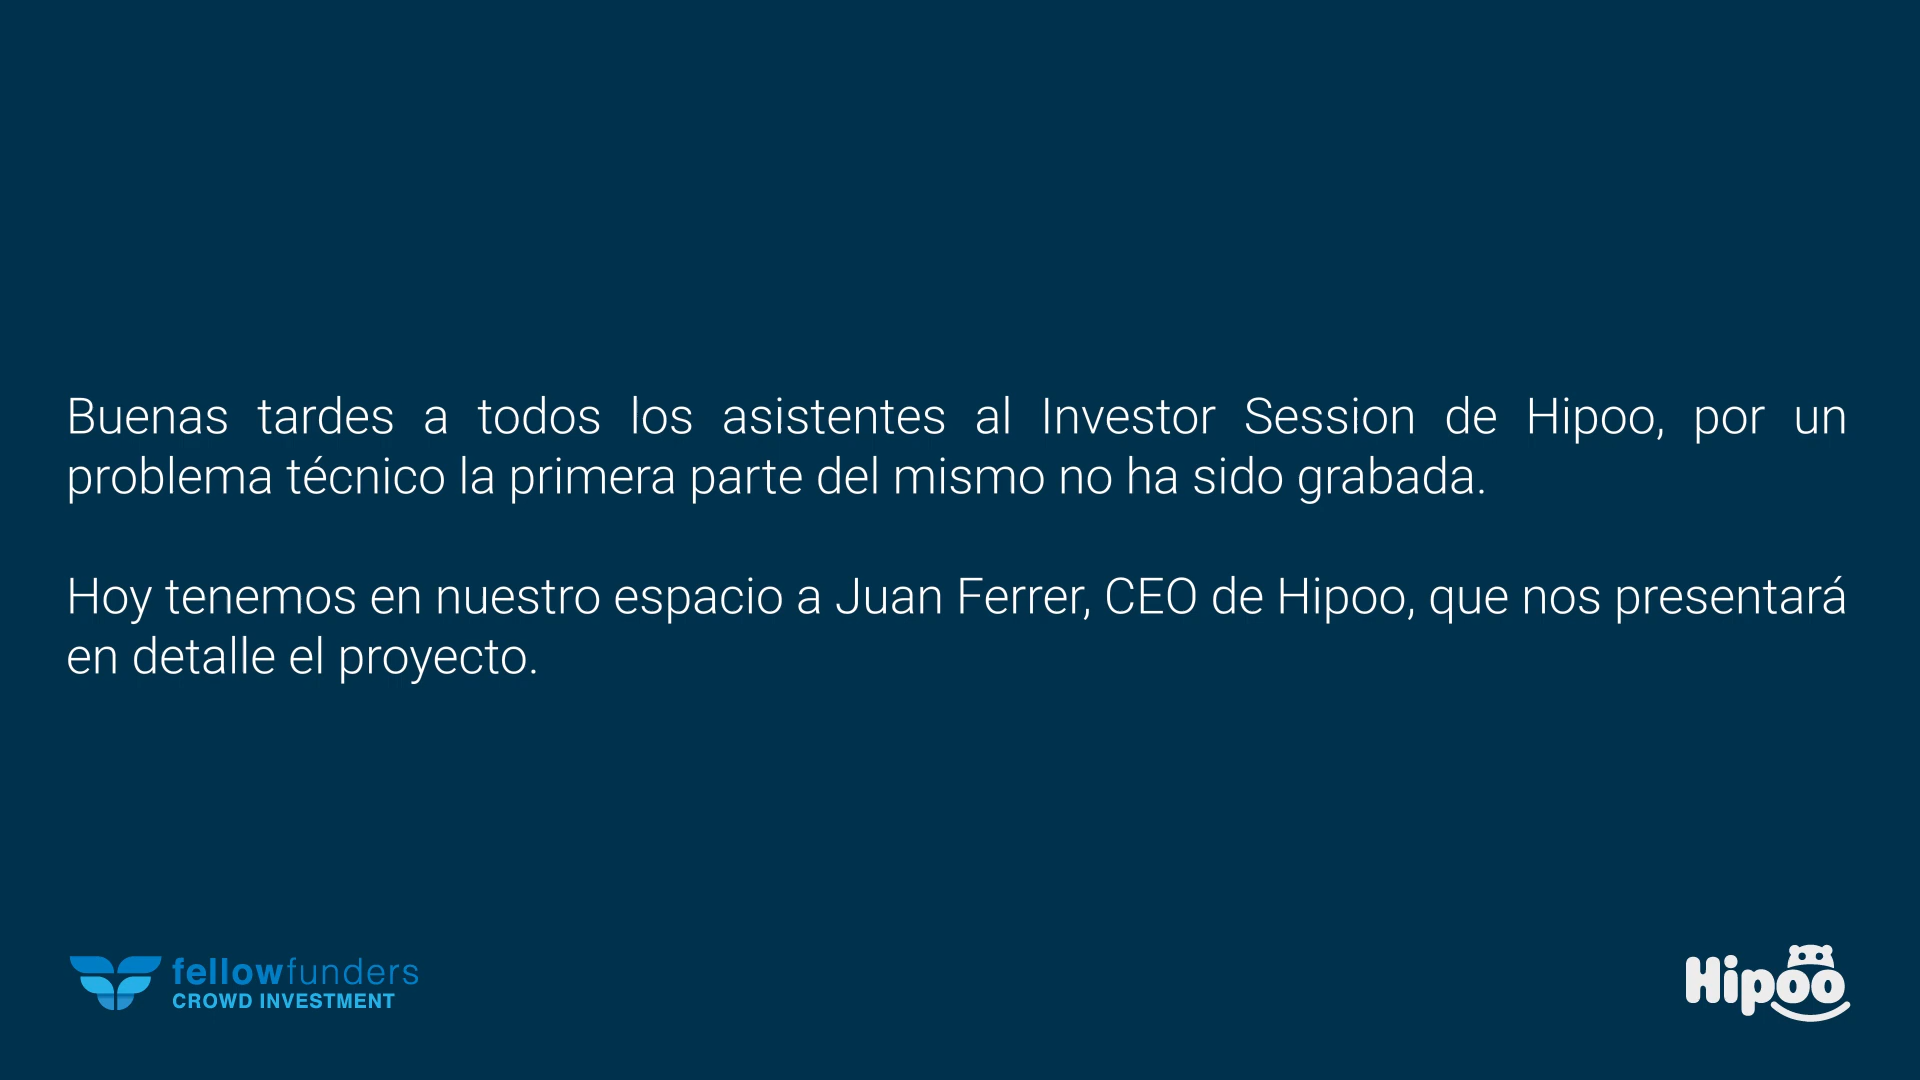 Buenas tardes a todos los asistentes al Investor Session de Hipoo, por un
problema técnico la primera parte del mismo no ha sido grabada.
Hoy tenemos en nuestro espacio a Juan Ferrer, CEO de Hipoo, que nos presentará
en detalle el proyecto.
fellowfunders
CROWD INVESTMENT
Hipoo